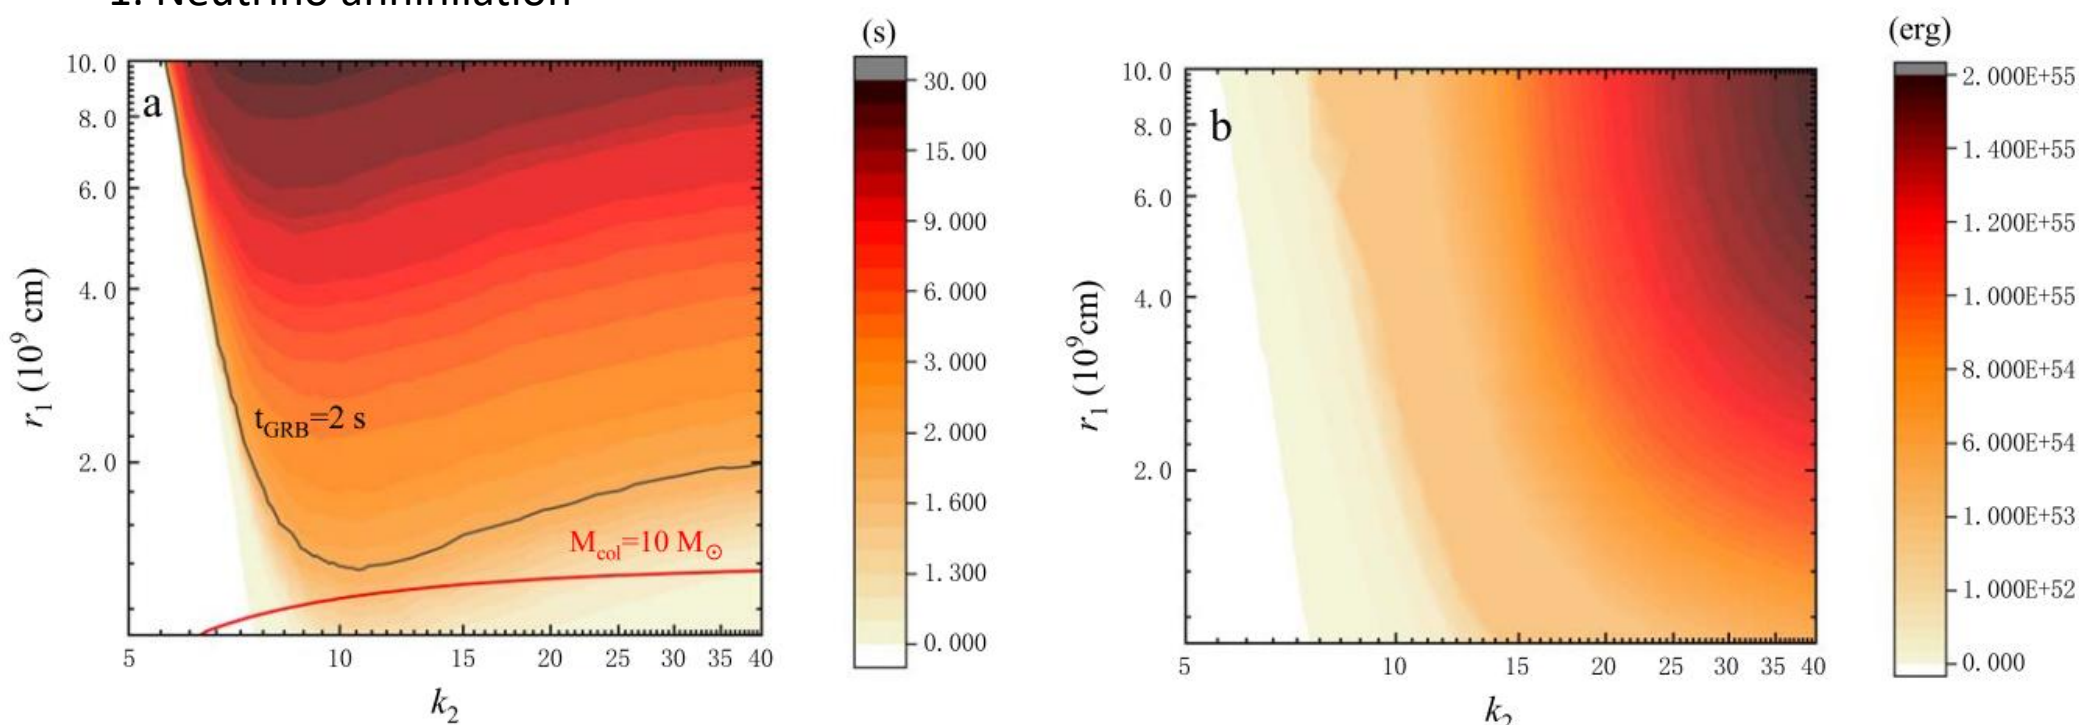 1. Neutrino annihilation
(s)
10.0
8.0
6.0
4.0
2.0
a
r1 (10^9 cm)
tGRB=2 s
Mcol=10 M⊙
5 10 15 20 25 30 35 40
k2
30.00
15.00
9.000
6.000
3.000
2.000
1.600
1.300
0.000
(erg)
10.0
8.0
6.0
4.0
2.0
b
r1 (10^9cm)
5 10 15 20 25 30 35 40
k2
2.000E+55
1.400E+55
1.200E+55
1.000E+55
8.000E+54
6.000E+54
1.000E+53
1.000E+52
0.000